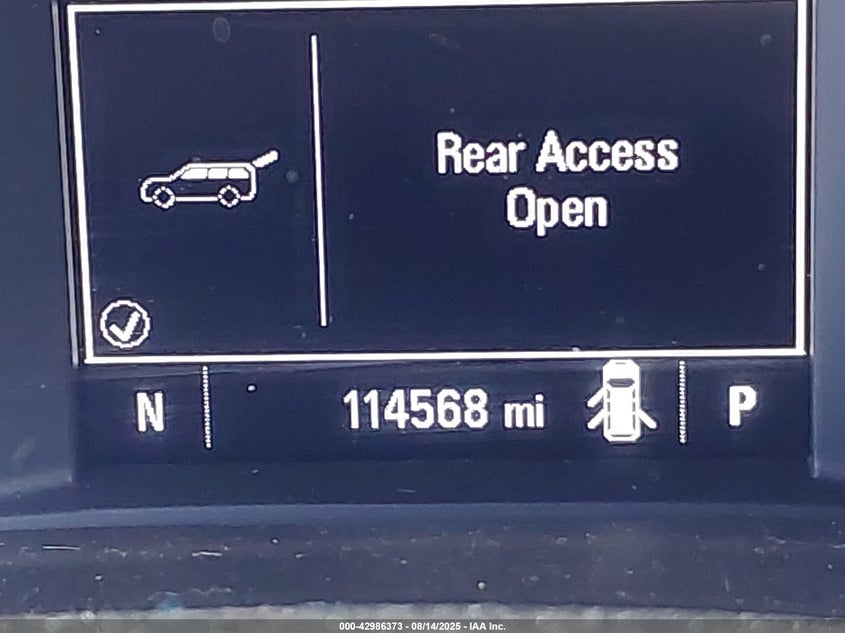 Rear Access
Open
N 114568 mi P
000-42986373 - 08/14/2025 - IAA Inc.